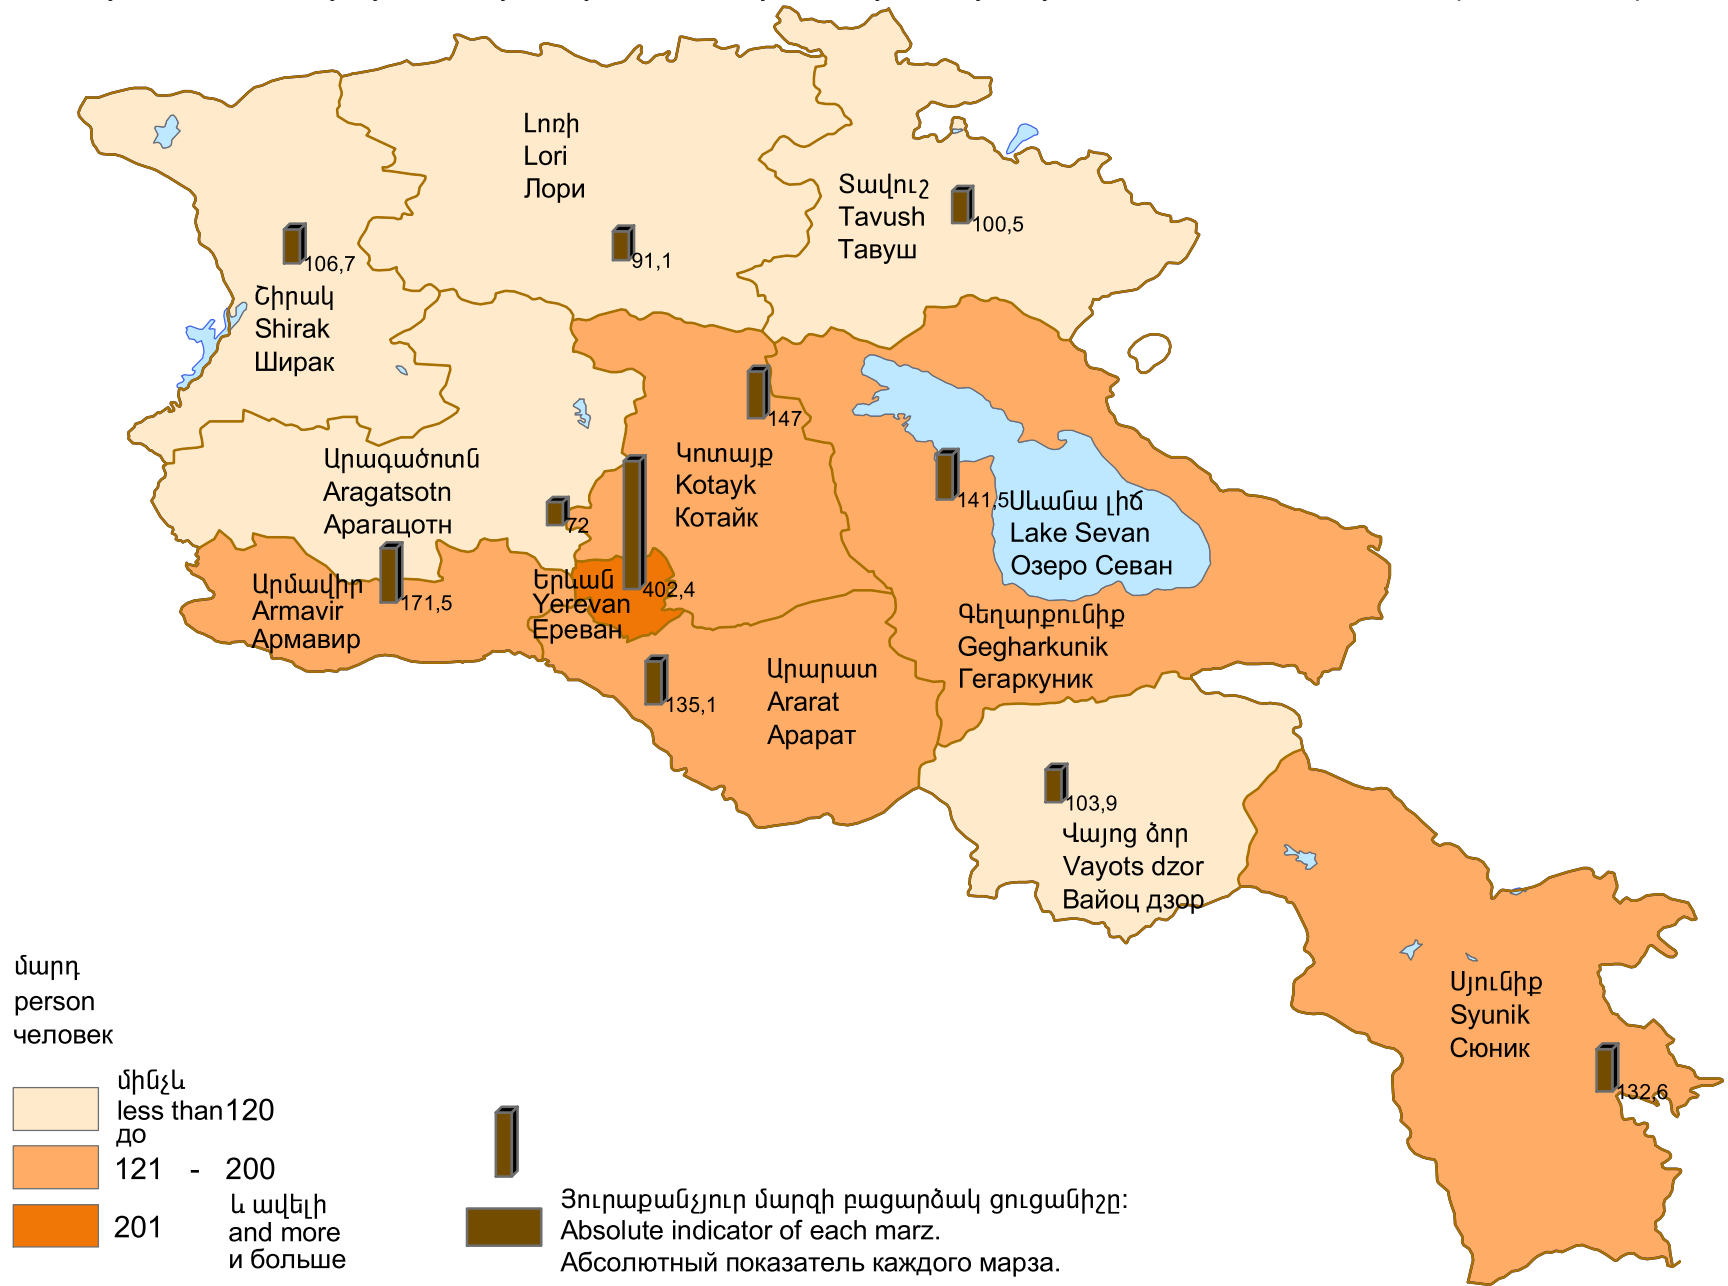 Լոռի
Lori
Лори
91,1
Տավուշ
Tavush
Тавуш
100,5
106,7
Շիրակ
Shirak
Ширак
147
Կոտայք
Kotayk
Котайк
Արագածոտն
Aragatsotn
Арагацотн
72
141,5
Սևանա լիճ
Lake Sevan
Озеро Севан
Արմավիր
Armavir
Армавир
171,5
Երևան
Yerevan
Ереван
402,4
Գեղարքունիք
Gegharkunik
Гегаркуник
135,1
Արարատ
Ararat
Арарат
103,9
Վայոց ձոր
Vayots dzor
Вайоц дзор
Սյունիք
Syunik
Сюник
132,6
մարդ
person
человек
մինչև
less than 120
до
121 - 200
201
և ավելի
and more
и больше
Յուրաքանչյուր մարզի բացարձակ ցուցանիշը:
Absolute indicator of each marz.
Абсолютный показатель каждого марза.